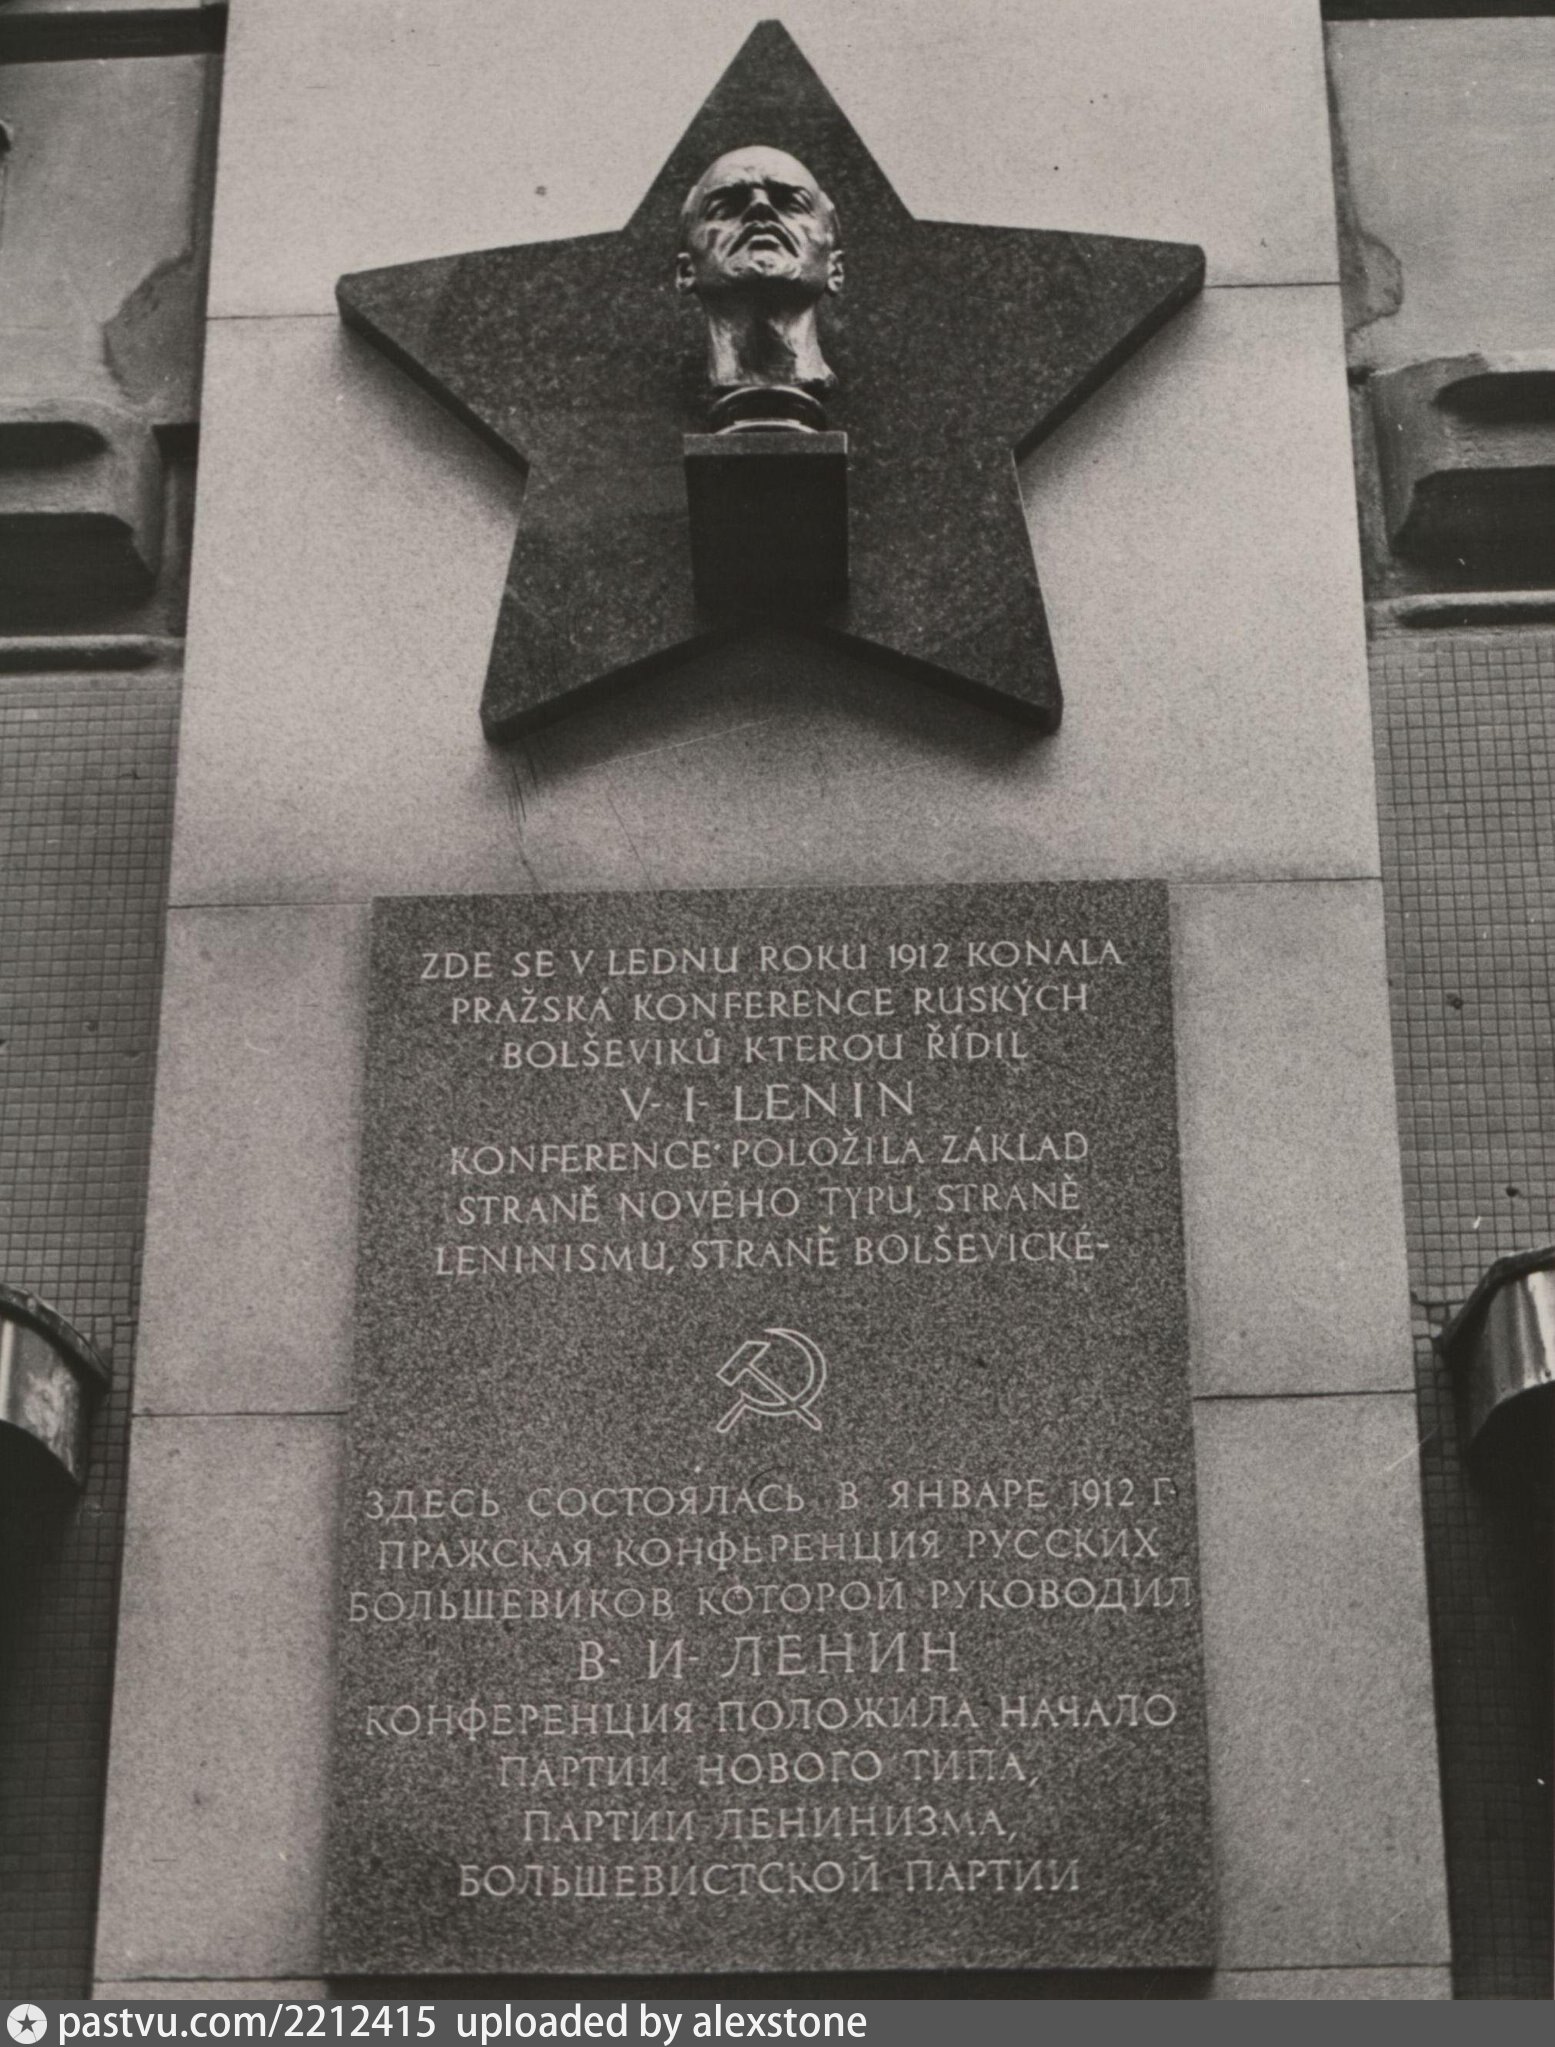 ZDE SE V LEDNU ROKU 1912 KONALA
PRAŽSKÁ KONFERENCE RUSKÝCH
BOLŠEVIKŮ KTEROU ŘÍDIL
V- I- LENIN
KONFERENCE POLOŽILA ZÁKLAD
STRANĚ NOVÉHO TYPU, STRANĚ
LENINISMU, STRANĚ BOLŠEVICKÉ-
ЗДЕСЬ СОСТОЯЛАСЬ В ЯНВАРЕ 1912 Г-
ПРАЖСКАЯ КОНФЕРЕНЦИЯ РУССКИХ
БОЛЬШЕВИКОВ КОТОРОЙ РУКОВОДИЛ
В- И- ЛЕНИН
КОНФЕРЕНЦИЯ ПОЛОЖИЛА НАЧАЛО
ПАРТИИ НОВОГО ТИПА,
ПАРТИИ ЛЕНИНИЗМА,
БОЛЬШЕВИСТСКОЙ ПАРТИИ
pastvu.com/2212415 uploaded by alexstone